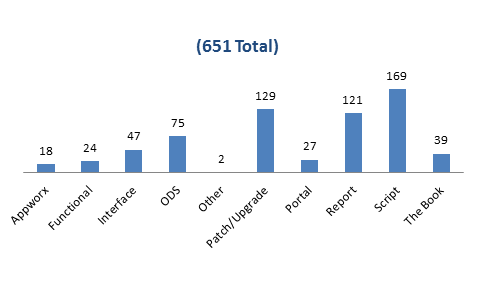 (651 Total)
18
24
47
75
2
129
27
121
169
39
Appworx
Functional
Interface
ODS
Other
Patch/Upgrade
Portal
Report
Script
The Book